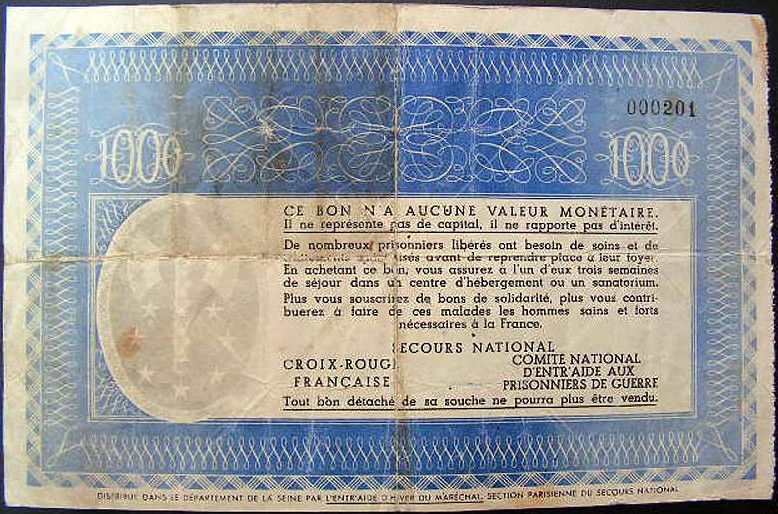 000201
1000 1000
CE BON N'A AUCUNE VALEUR MONÉTAIRE.
Il ne représente pas de capital, il ne rapporte pas d'intérêt.
De nombreux prisonniers libérés ont besoin de soins et de
avant de reprendre place à leur foyer.
En achetant ce bon, vous assurez à l'un d'eux trois semaines
de séjour dans un centre d'hébergement ou un sanatorium.
Plus vous souscrirez de bons de solidarité, plus vous contri-
buerez à faire de ces malades les hommes sains et forts
nécessaires à la France.
SECOURS NATIONAL
CROIX-ROUGE
FRANÇAISE
COMITE NATIONAL
D'ENTR'AIDE AUX
PRISONNIERS DE GUERRE
Tout bon détaché de sa souche ne pourra plus être vendu.
DISTRIBUÉ DANS LE DÉPARTEMENT DE LA SEINE PAR L'ENTR'AIDE D'HIVER DU MARÉCHAL, SECTION PARISIENNE DU SECOURS NATIONAL